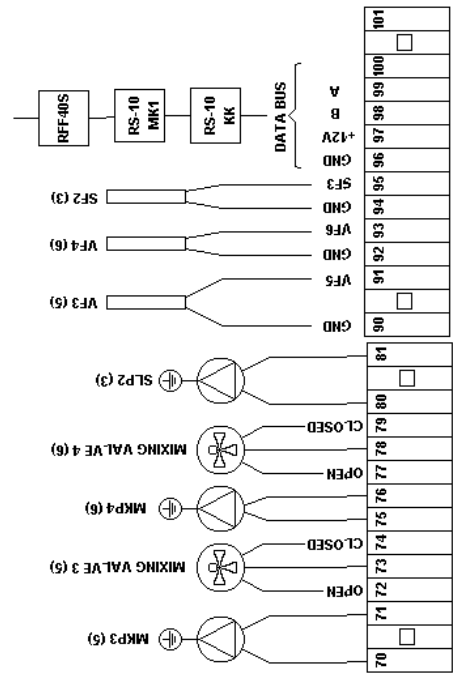 101
100
99
98
97
96
95
94
93
92
91
90
A
B
+12V
GND
SF3
GND
VF6
GND
VF5
GND
DATA BUS
RS-10
KK
RS-10
MK1
RFF40S
SF2 (3)
VF4 (6)
VF3 (5)
81
80
79
78
77
76
75
74
73
72
71
70
SLP2 (3)
CLOSED
MIXING VALVE 4 (6)
OPEN
MKP4 (6)
CLOSED
MIXING VALVE 3 (5)
OPEN
MKP3 (5)